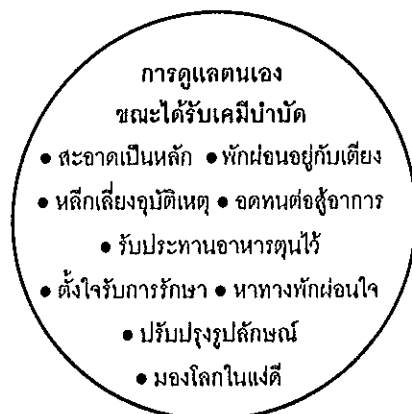 การดูแลตนเอง
ขณะได้รับเคมีบำบัด
● สะอาดเป็นหลัก ● พักผ่อนอยู่กับเตียง
● หลีกเลี่ยงอุบัติเหตุ ● อดทนต่อสู้อาการ
● รับประทานอาหารตุนไว้
● ตั้งใจรับการรักษา ● หาทางพักผ่อนใจ
● ปรับปรุงรูปลักษณ์
● มองโลกในแง่ดี